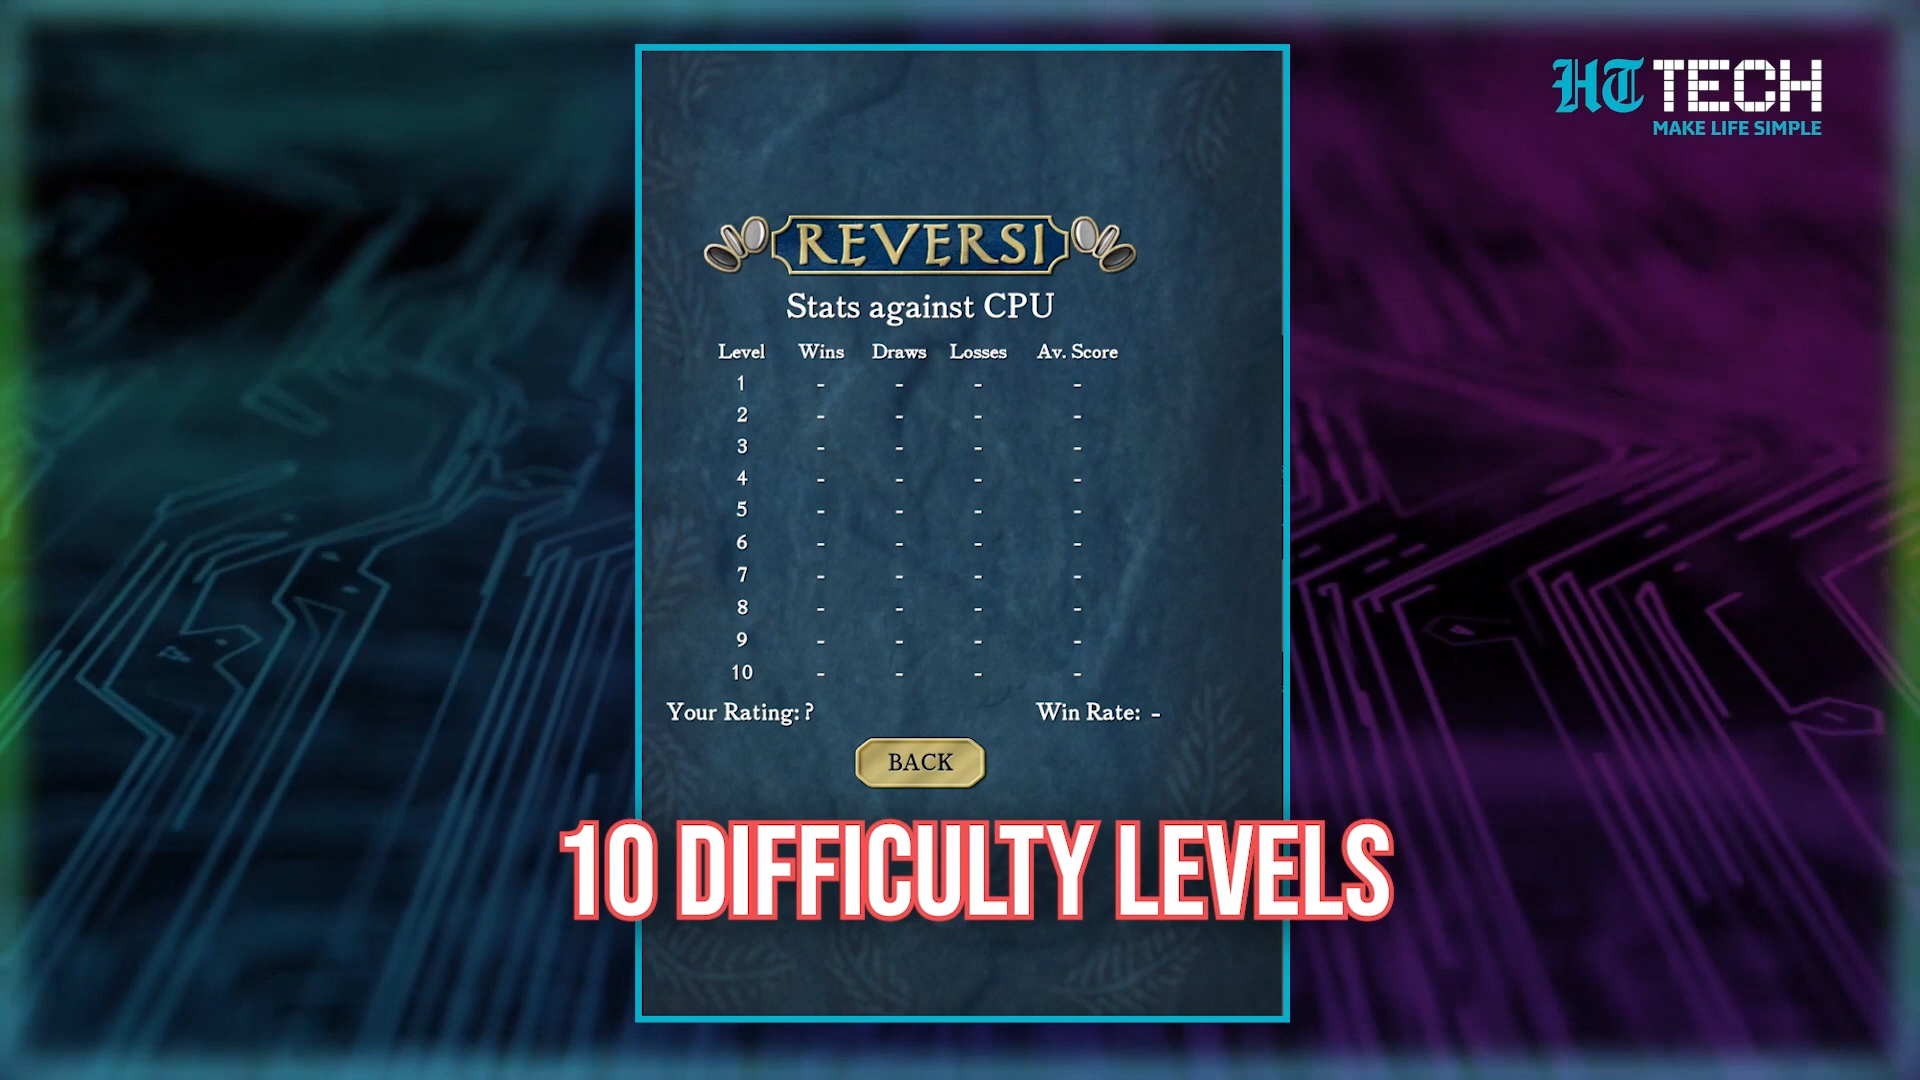 HT TECH
MAKE LIFE SIMPLE
REVERSI
Stats against CPU
Level Wins Draws Losses Av. Score
1 - - - -
2 - - - -
3 - - - -
4 - - - -
5 - - - -
6 - - - -
7 - - - -
8 - - - -
9 - - - -
10 - - - -
Your Rating: ? Win Rate: -
BACK
10 DIFFICULTY LEVELS